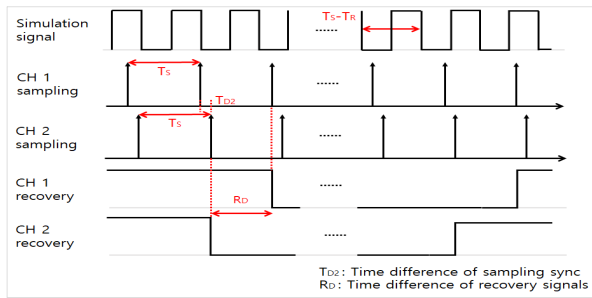 Simulation signal
Ts-TR
......
CH 1 sampling
Ts
......
TD2
CH 2 sampling
Ts
......
CH 1 recovery
......
RD
CH 2 recovery
......
TD2: Time difference of sampling sync
RD: Time difference of recovery signals